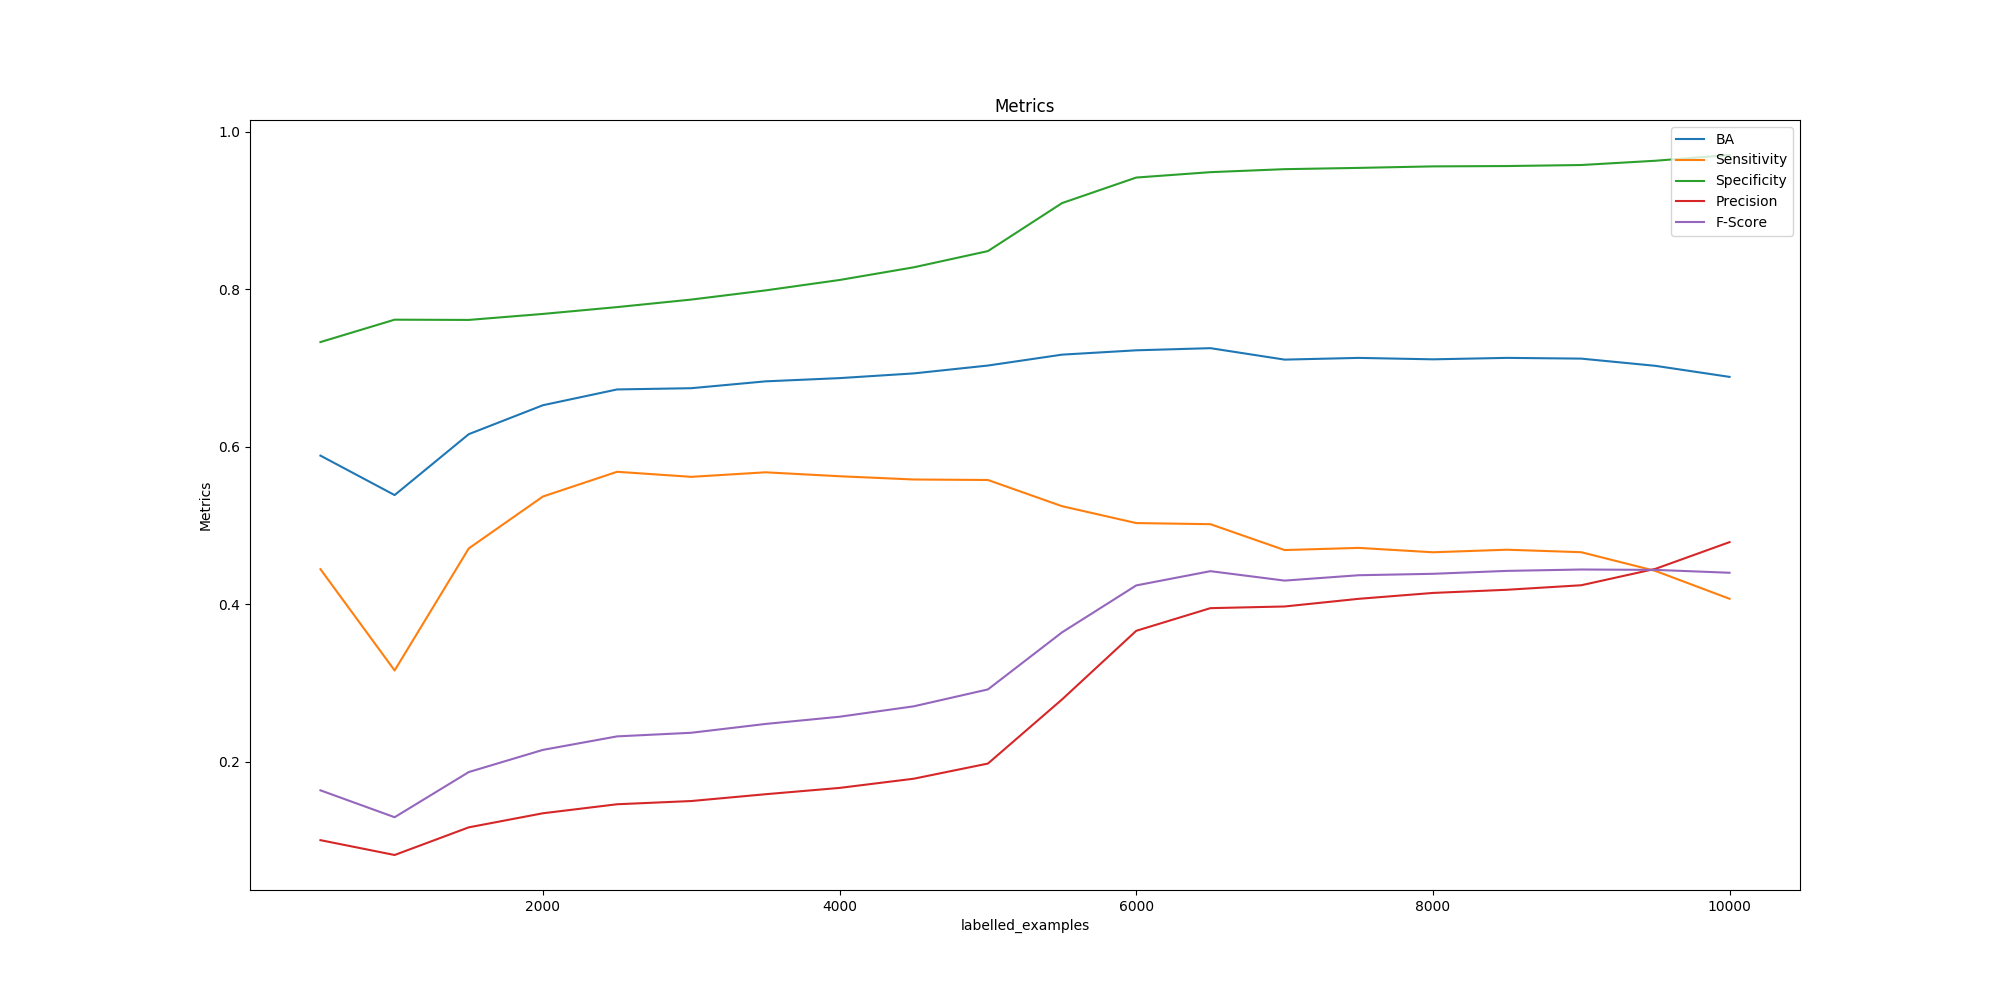 Metrics
1.0
0.8
0.6
0.4
0.2
Metrics
BA
Sensitivity
Specificity
Precision
F-Score
2000 4000 6000 8000 10000
labelled_examples